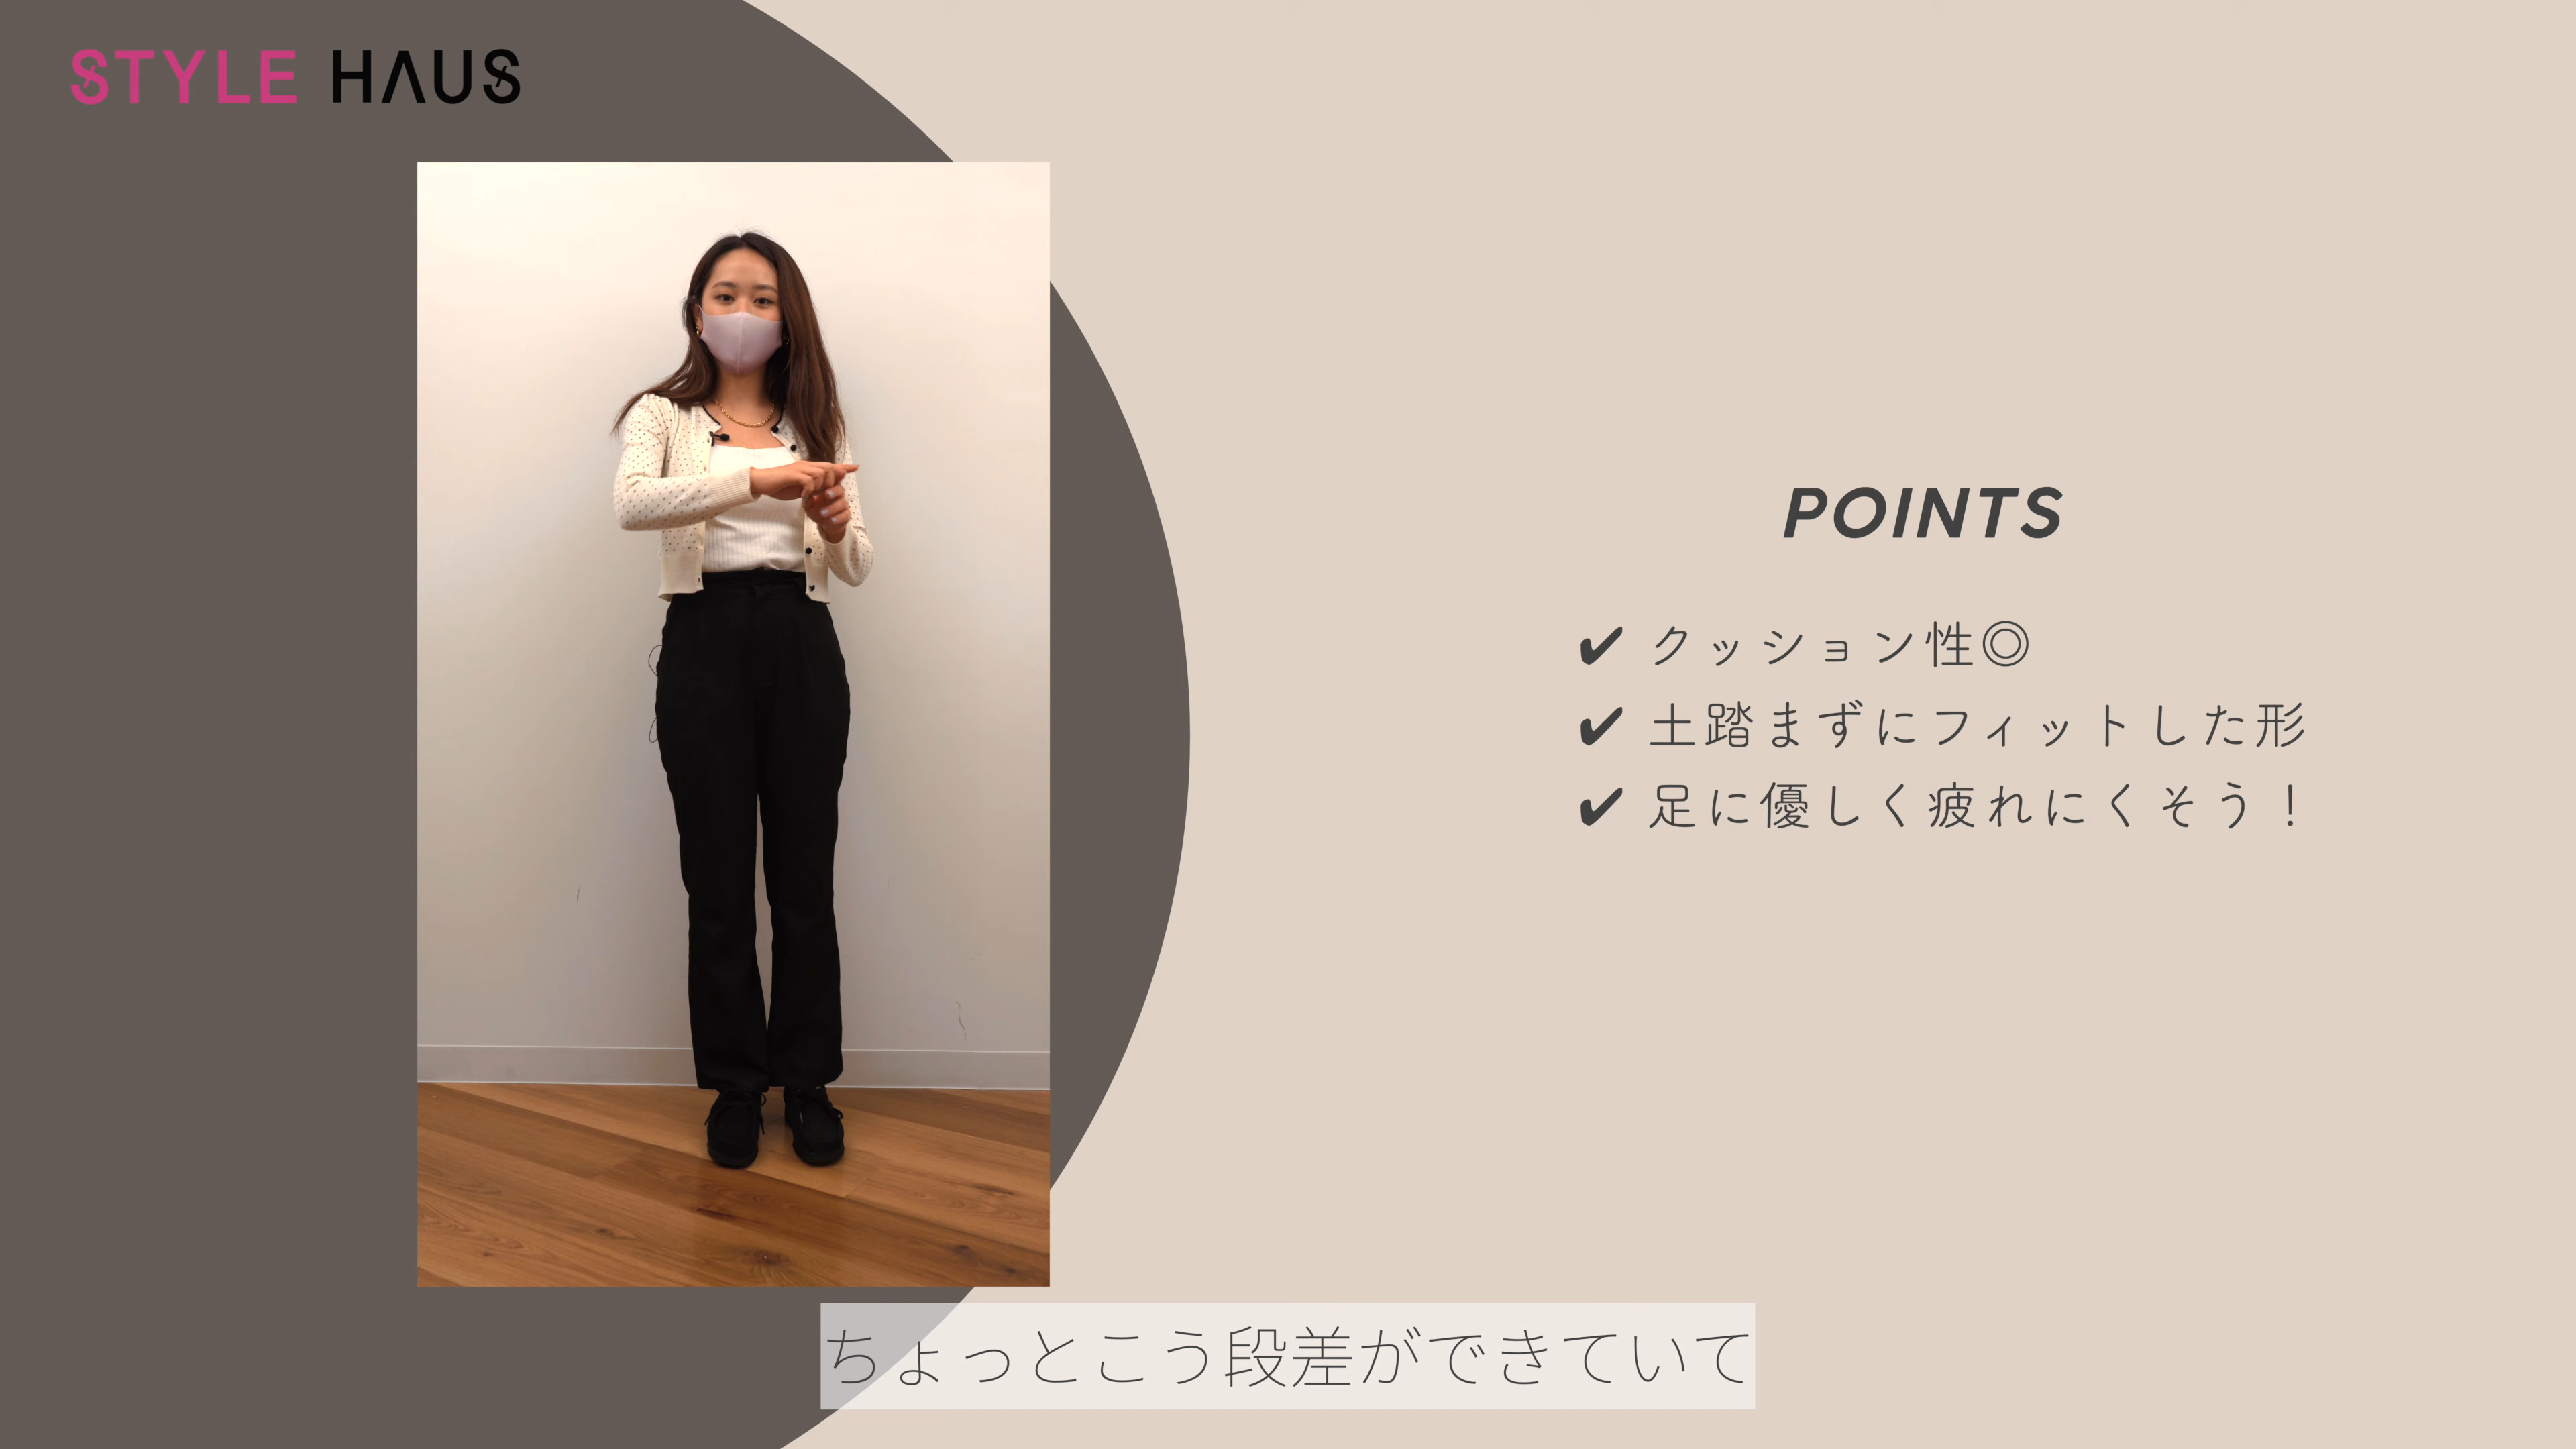 STYLE HAUS
POINTS
✔ クッション性◎
✔ 土踏まずにフィットした形
✔ 足に優しく疲れにくそう！
ちょっとこう段差ができていて